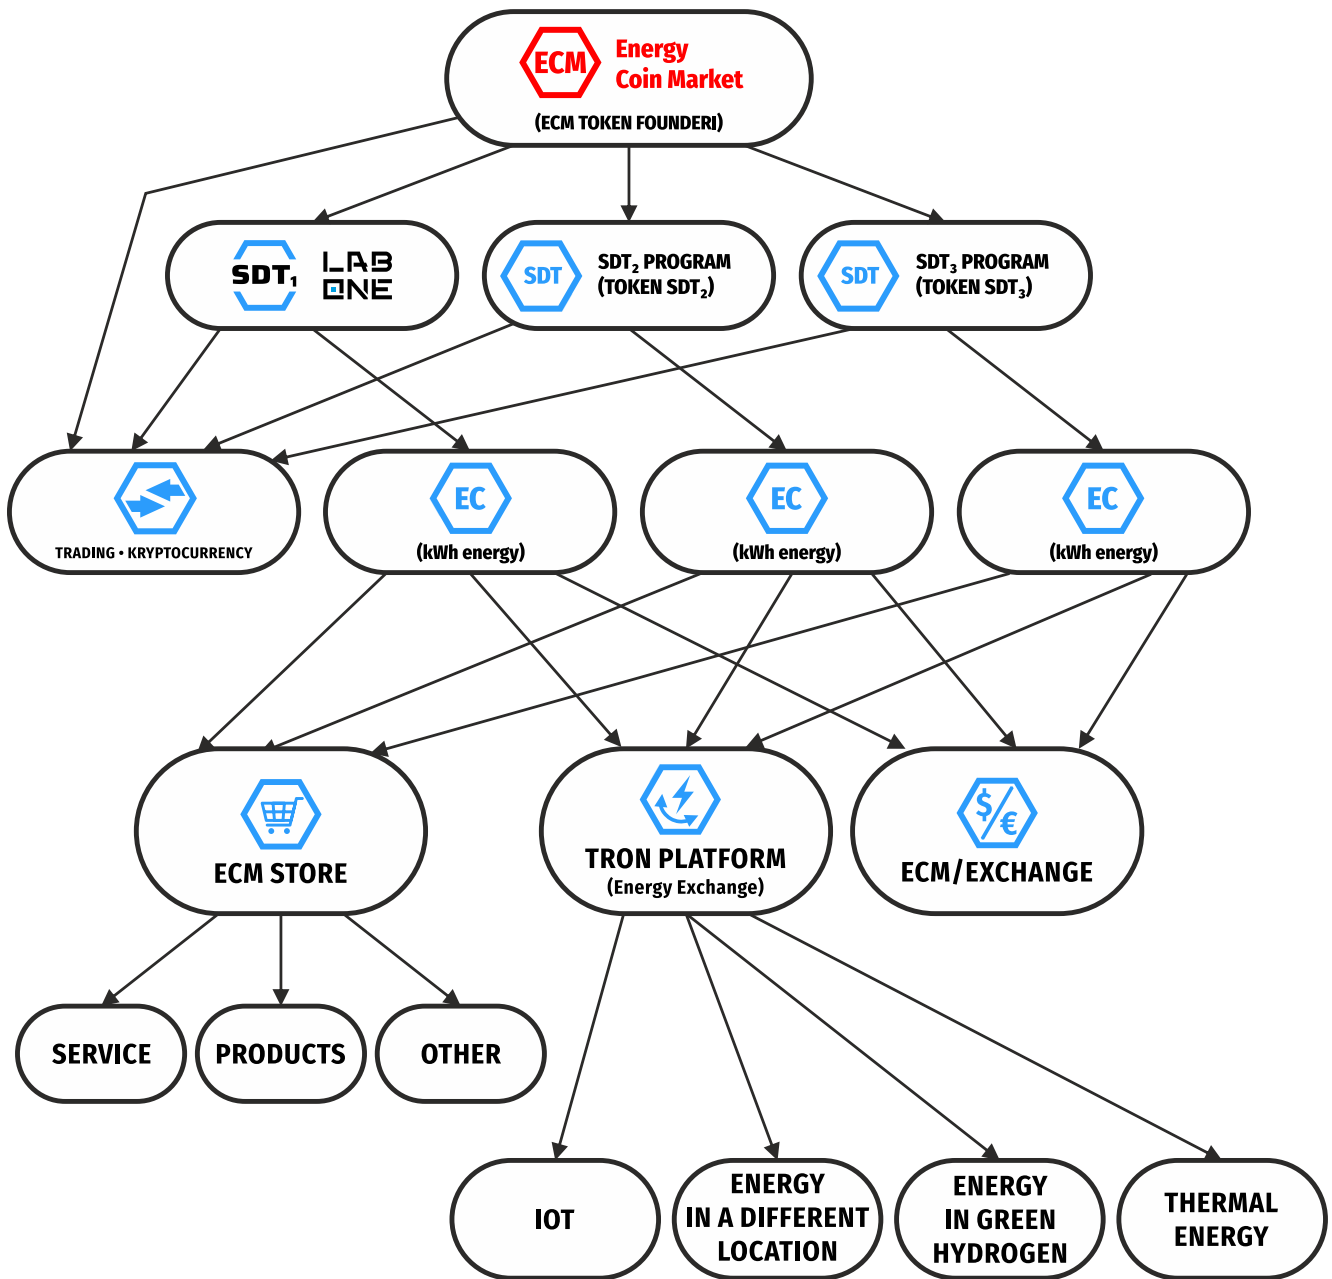 ECM
Energy
Coin Market
(ECM TOKEN FOUNDERI)
SDT1
LAB
ONE
SDT
SDT2 PROGRAM
(TOKEN SDT2)
SDT
SDT3 PROGRAM
(TOKEN SDT3)
TRADING • KRYPTOCURRENCY
EC
(kWh energy)
EC
(kWh energy)
EC
(kWh energy)
ECM STORE
TRON PLATFORM
(Energy Exchange)
$/€
ECM/EXCHANGE
SERVICE
PRODUCTS
OTHER
IOT
ENERGY
IN A DIFFERENT
LOCATION
ENERGY
IN GREEN
HYDROGEN
THERMAL
ENERGY